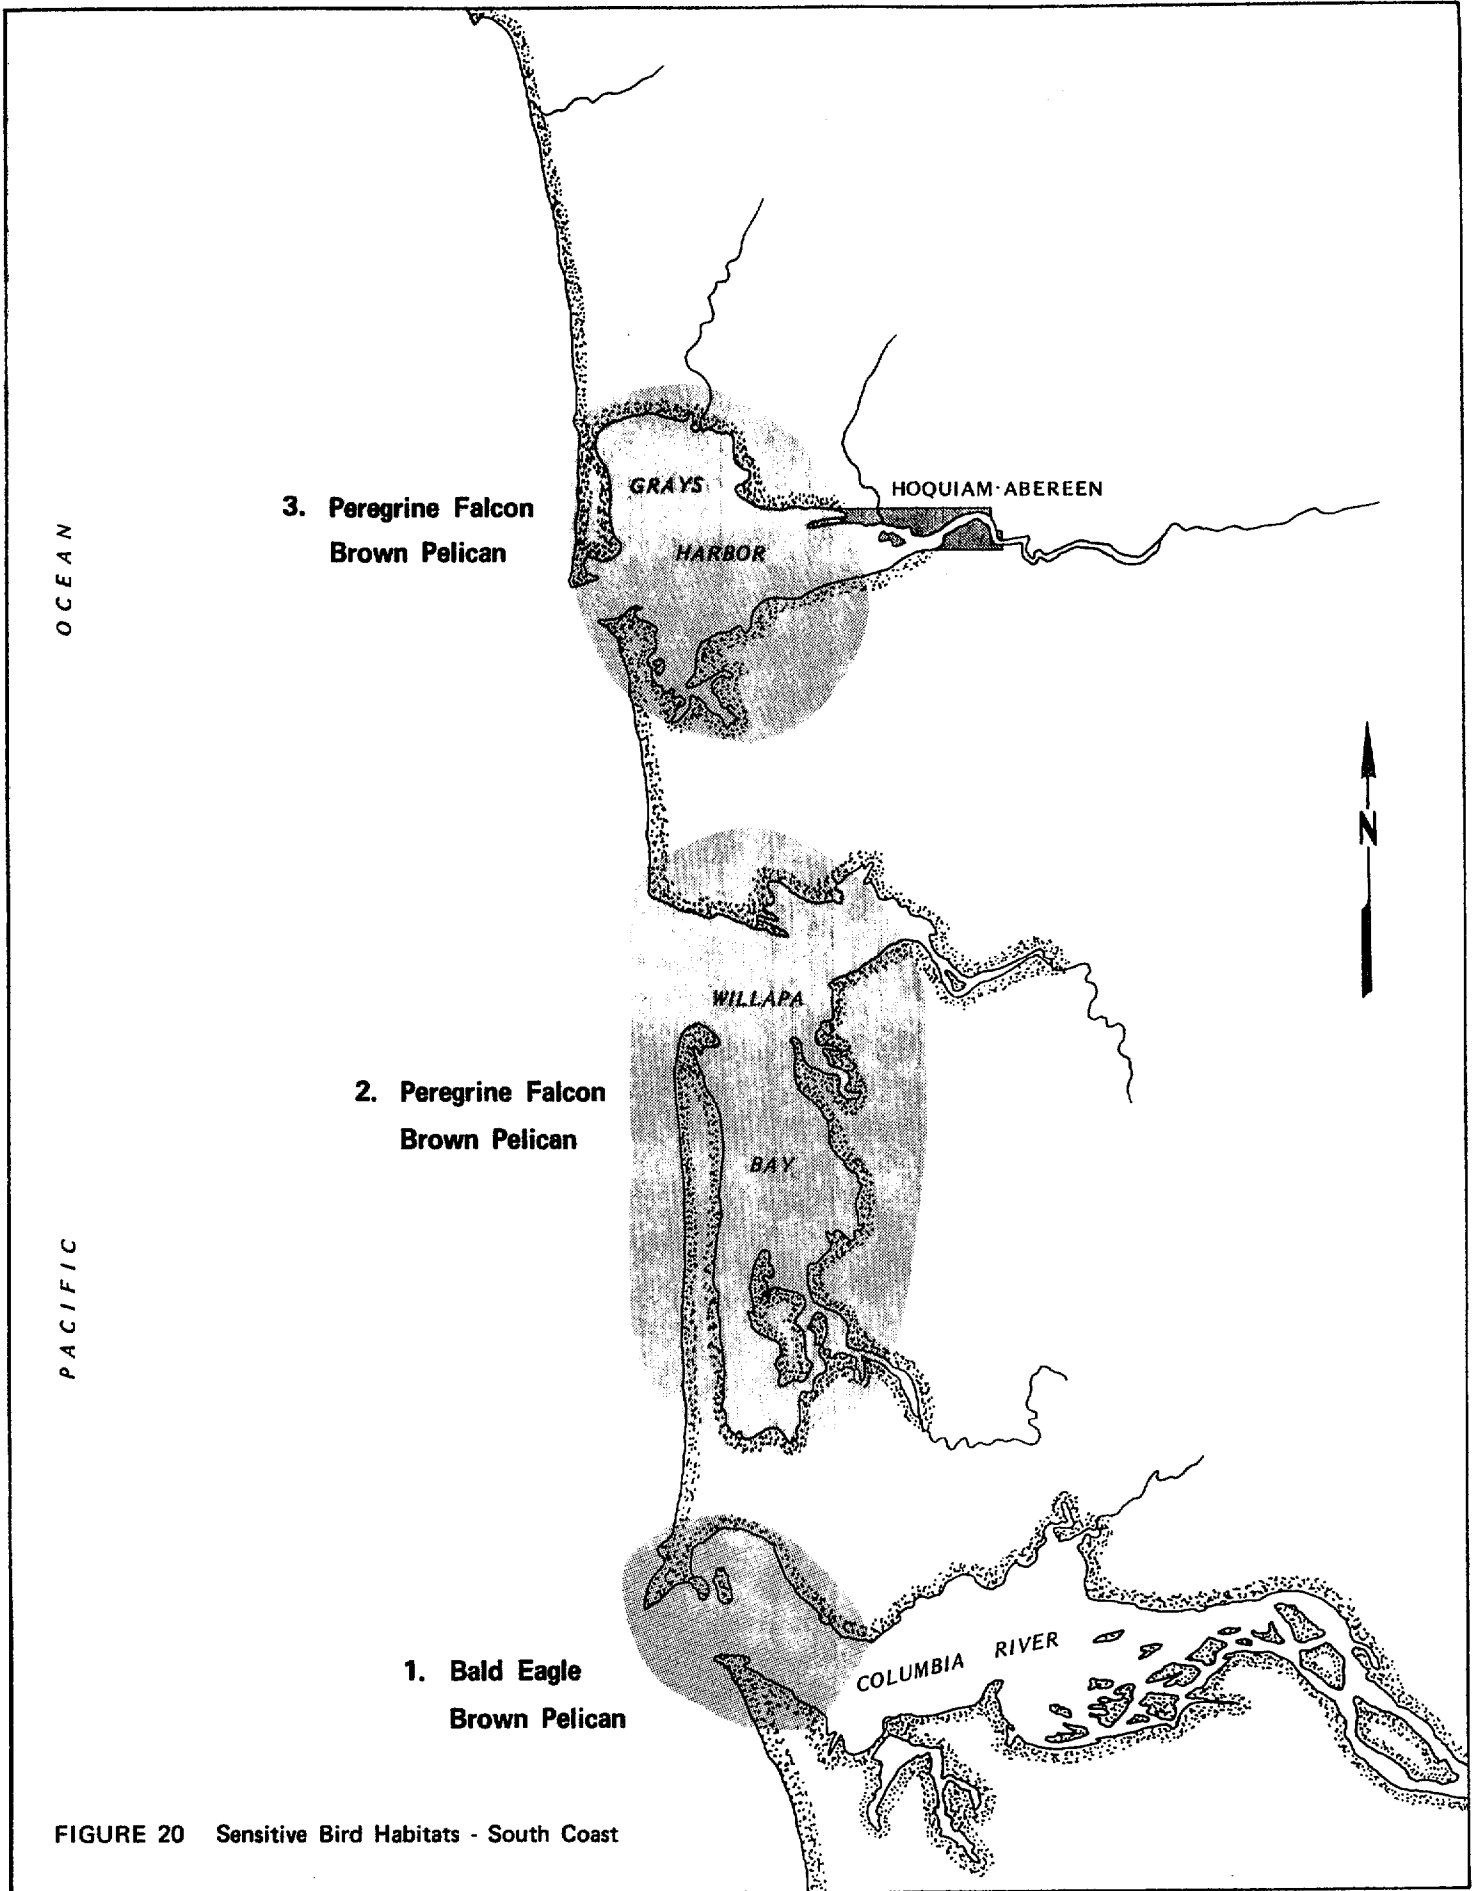 GRAYS
HOQUIAM·ABEREEN
3. Peregrine Falcon
Brown Pelican
HARBOR
OCEAN
N
WILLAPA
2. Peregrine Falcon
Brown Pelican
BAY
PACIFIC
COLUMBIA RIVER
1. Bald Eagle
Brown Pelican
FIGURE 20 Sensitive Bird Habitats - South Coast